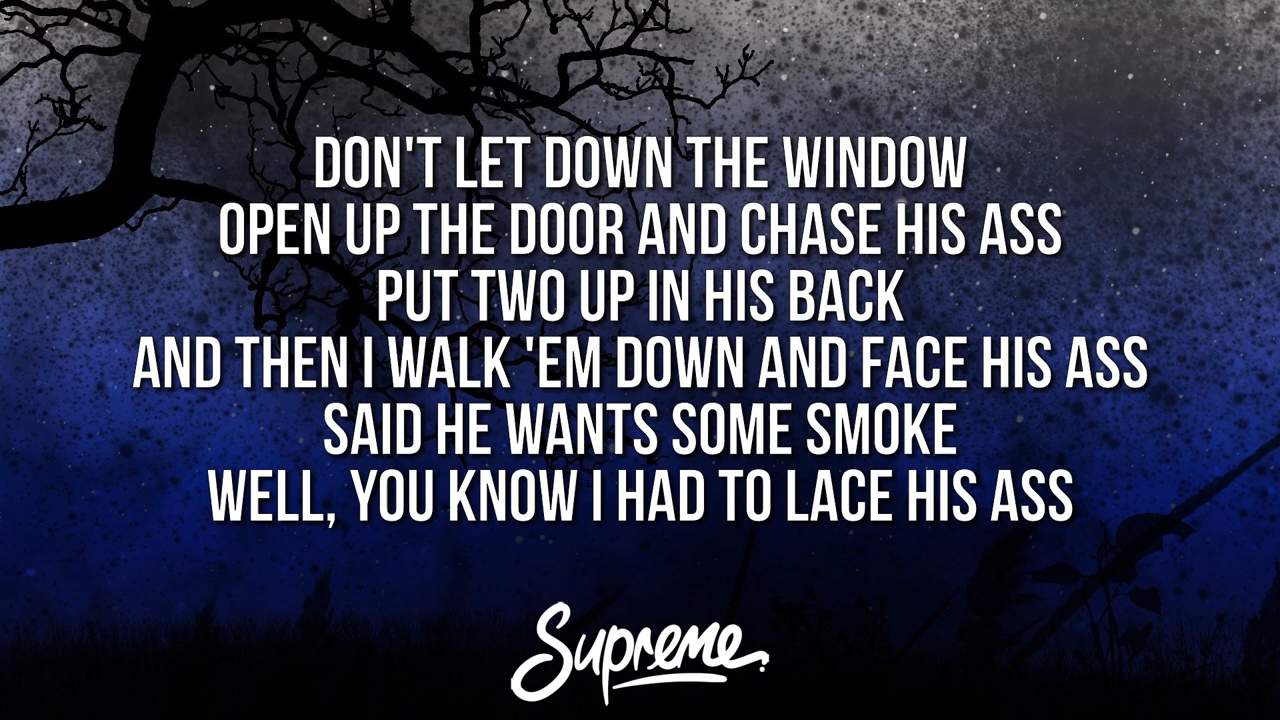 DON'T LET DOWN THE WINDOW
OPEN UP THE DOOR AND CHASE HIS ASS
PUT TWO UP IN HIS BACK
AND THEN I WALK 'EM DOWN AND FACE HIS ASS
SAID HE WANTS SOME SMOKE
WELL, YOU KNOW I HAD TO LACE HIS ASS
Supreme